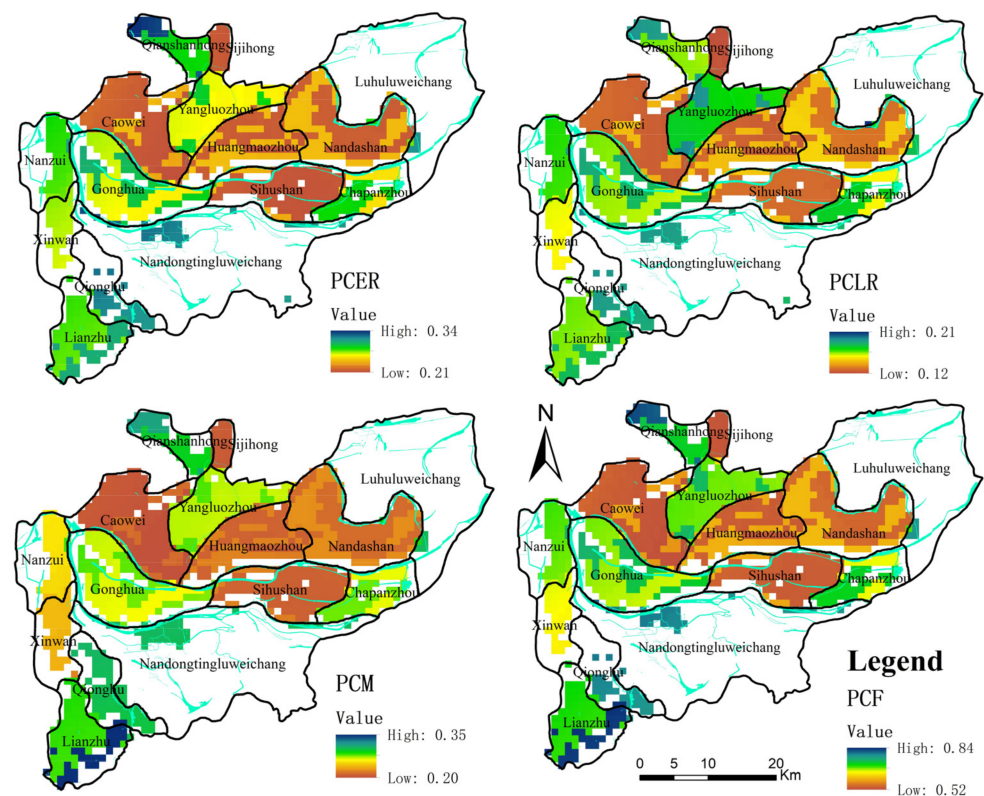 Qianshanhong
Sijihong
Luhuluweichang
Yangluozhou
Caowei
Huangmaozhou
Nandashan
Nanzui
Gonghua
Sihushan
Chapanzhou
Xinwan
Nandongtingluweichang
Qionghu
Lianzhu
PCER
Value
High: 0.34
Low: 0.21
Qianshanhong
Sijihong
Luhuluweichang
Yangluozhou
Caowei
Huangmaozhou
Nandashan
Nanzui
Gonghua
Sihushan
Chapanzhou
Xinwan
Nandongtingluweichang
Qionghu
Lianzhu
PCLR
Value
High: 0.21
Low: 0.12
Qianshanhong
Sijihong
Luhuluweichang
Yangluozhou
Caowei
Huangmaozhou
Nandashan
Nanzui
Gonghua
Sihushan
Chapanzhou
Xinwan
Nandongtingluweichang
Qionghu
Lianzhu
PCM
Value
High: 0.35
Low: 0.20
N
Qianshanhong
Sijihong
Luhuluweichang
Yangluozhou
Caowei
Huangmaozhou
Nandashan
Nanzui
Gonghua
Sihushan
Chapanzhou
Xinwan
Nandongtingluweichang
Qionghu
Lianzhu
Legend
PCF
Value
High: 0.84
Low: 0.52
0 5 10 20
Km